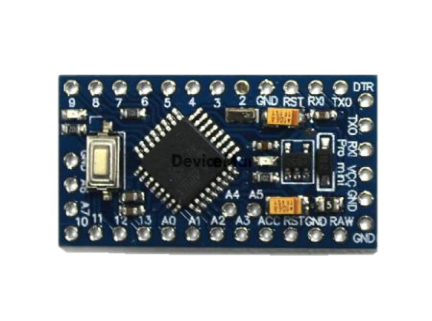 9 8 7 6 5 4 3 2 GND RST RXI TXO DTR
TXO
RXI
VCC
GND
Pro mini
A4 A5
10 11 12 13 A0 A1 A2 A3 ACC RST GND RAW
GND